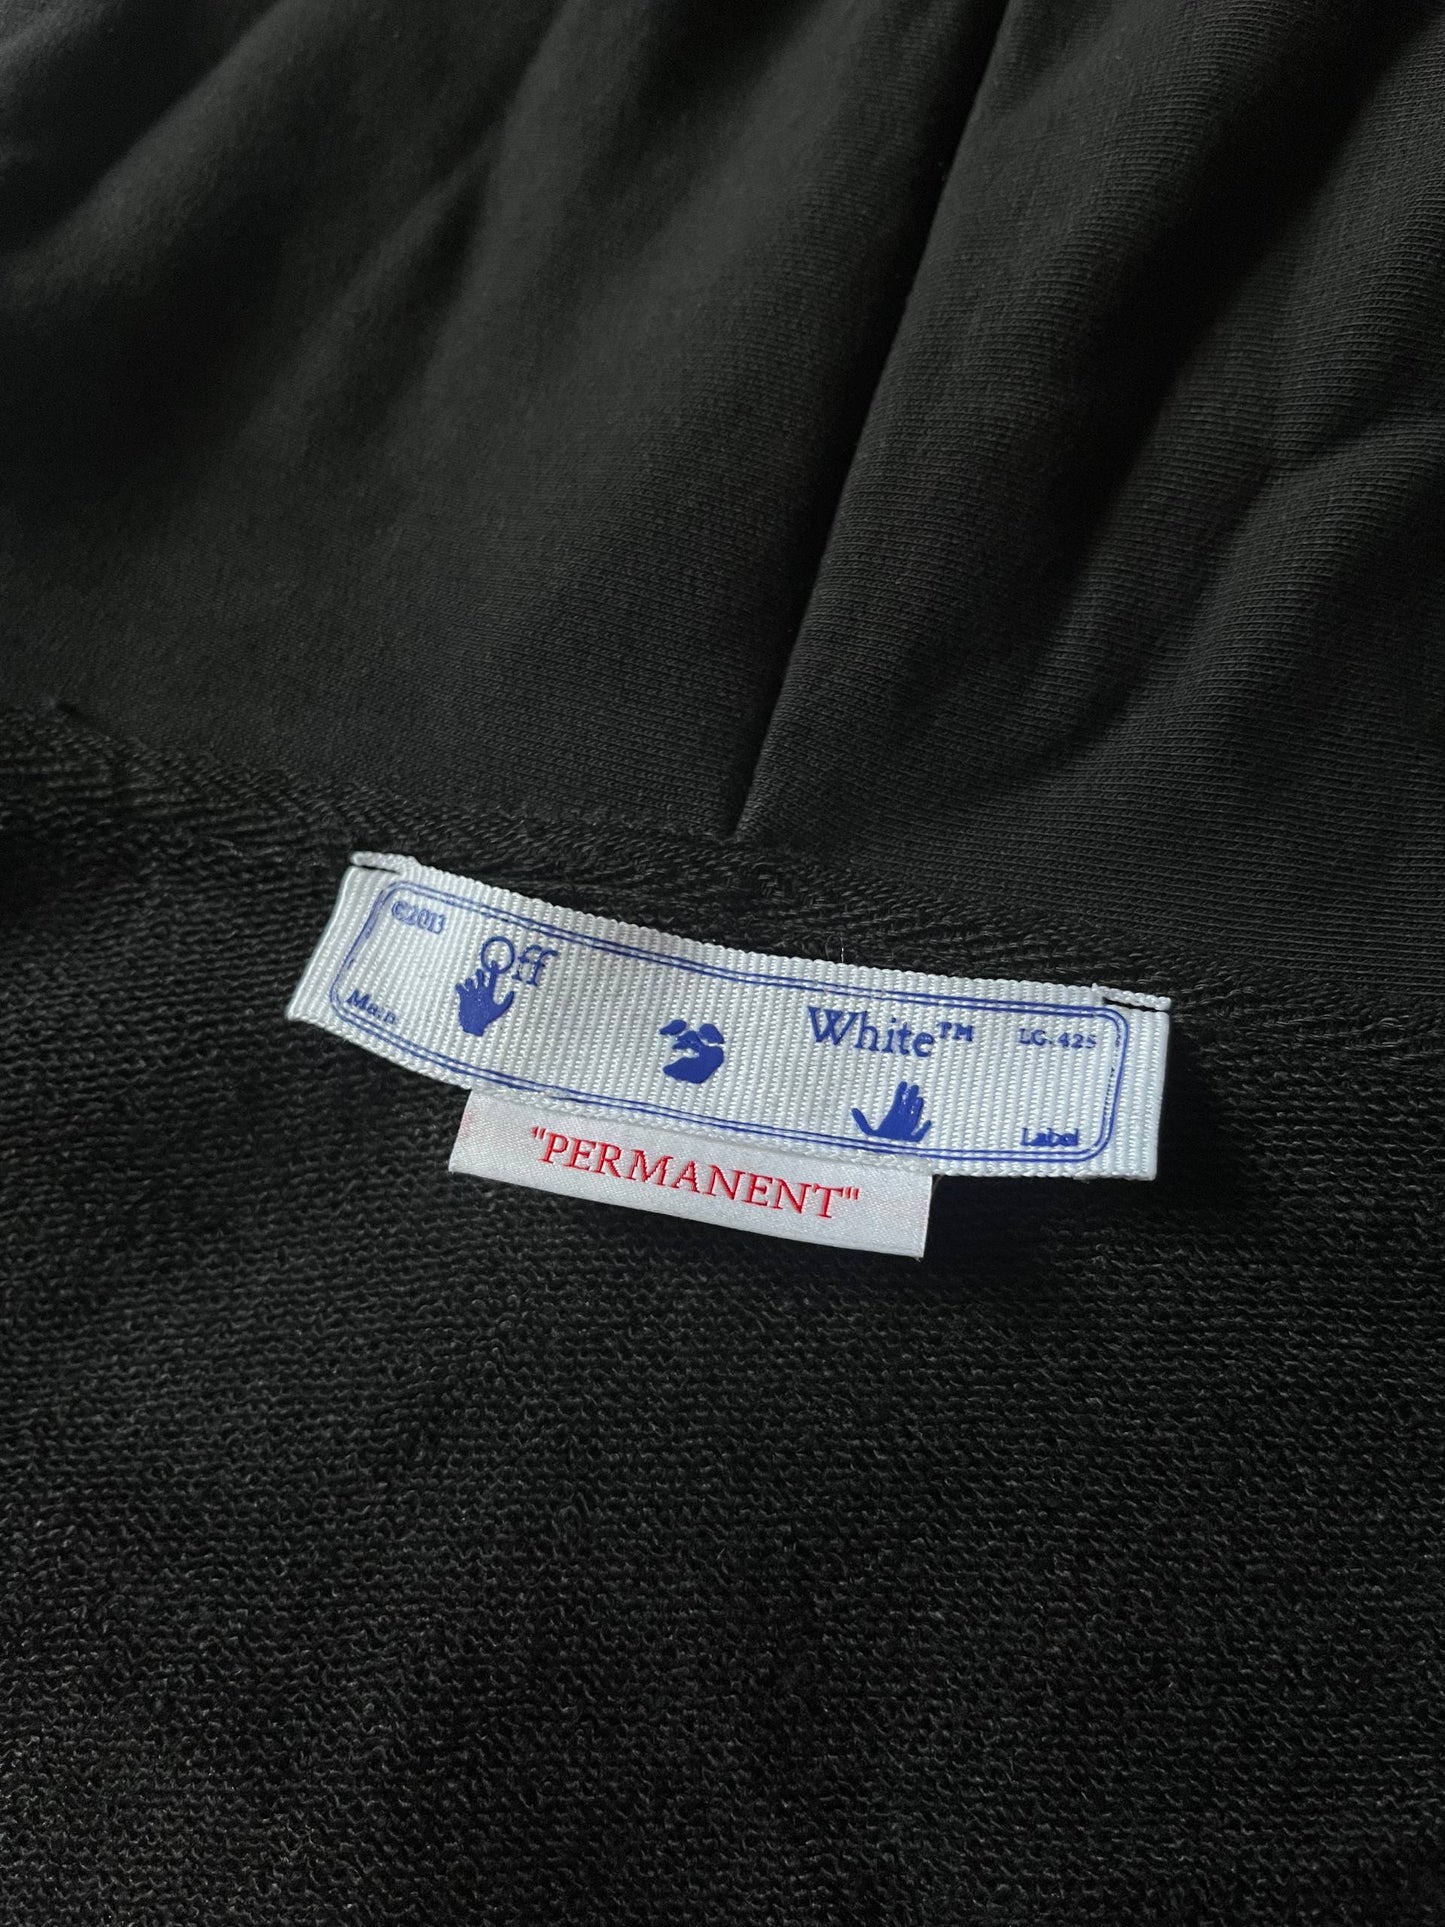 ©2013
Off
Man
White™
LG.425
Label
"PERMANENT"